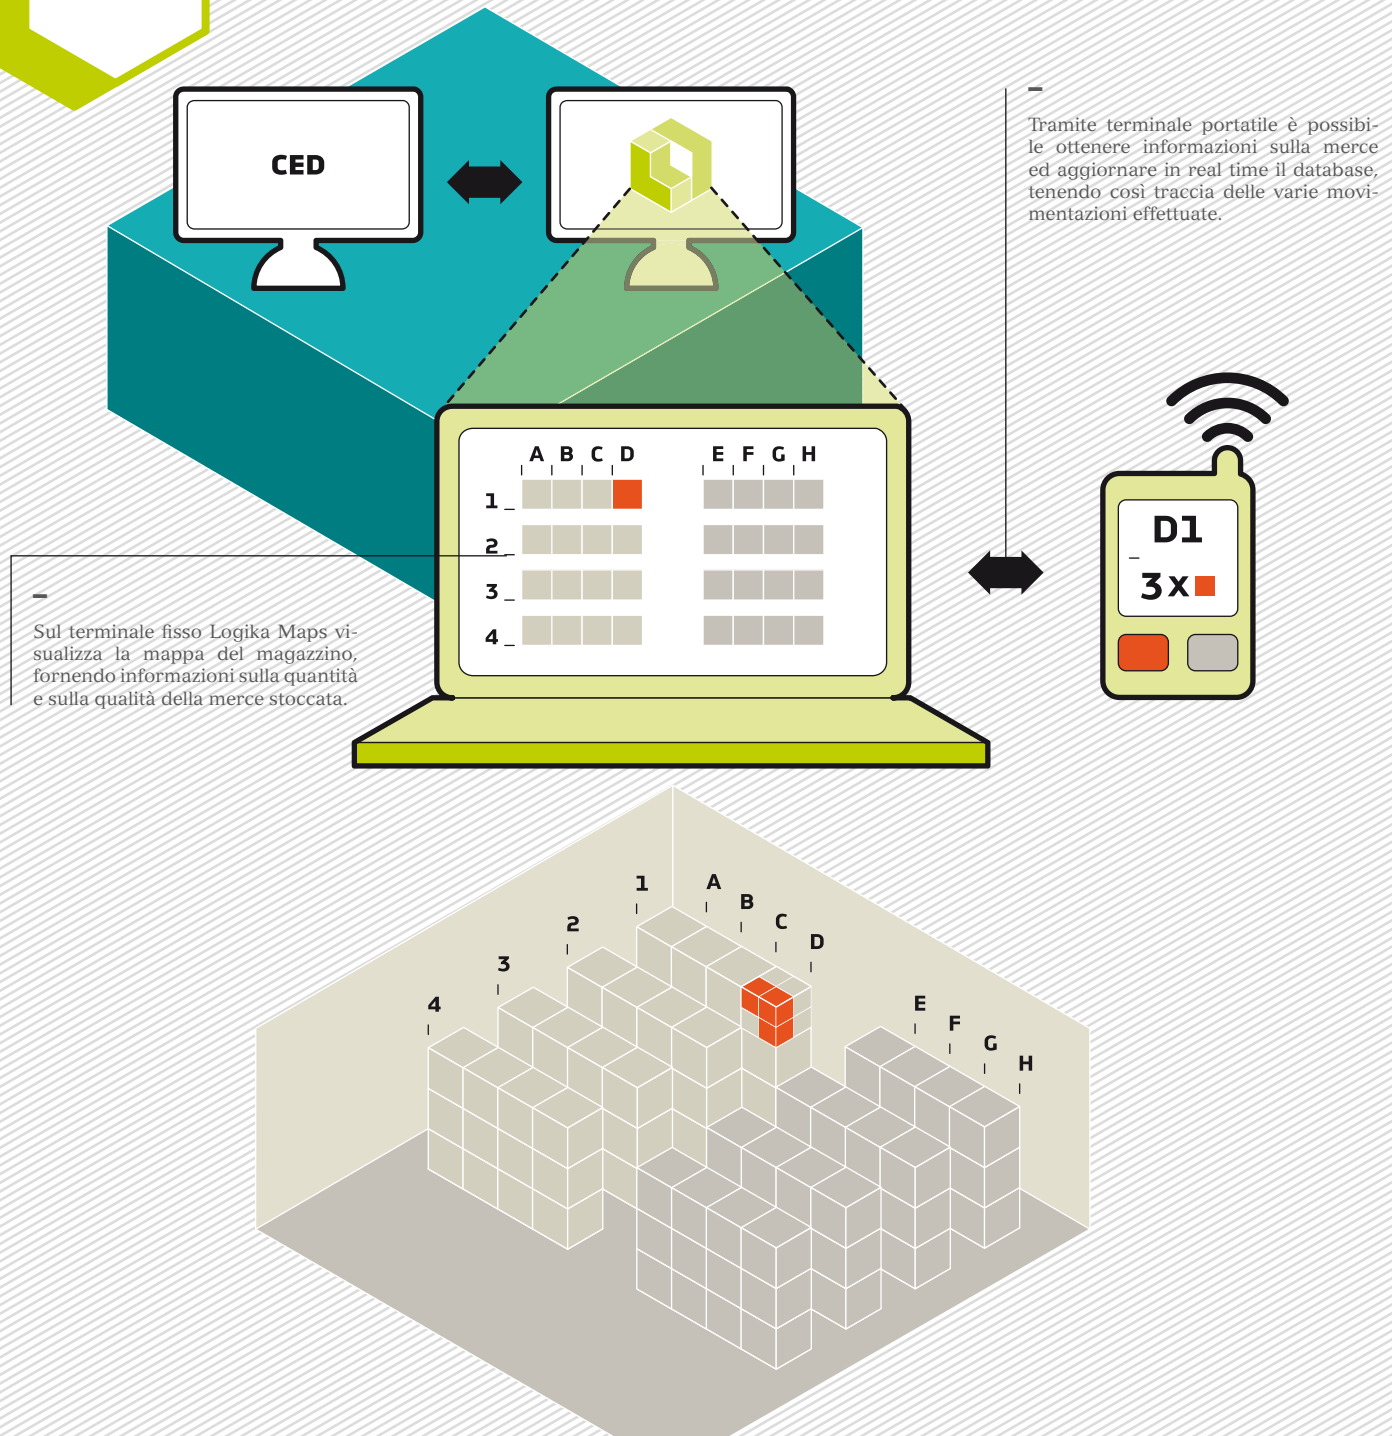 CED
Tramite terminale portatile è possibi-
le ottenere informazioni sulla merce
ed aggiornare in real time il database,
tenendo così traccia delle varie movi-
mentazioni effettuate.
A B C D E F G H
1 _
2 _
3 _
4 _
D1
_
3 x
Sul terminale fisso Logika Maps vi-
sualizza la mappa del magazzino,
fornendo informazioni sulla quantità
e sulla qualità della merce stoccata.
1
2
3
4
A
B
C
D
E
F
G
H